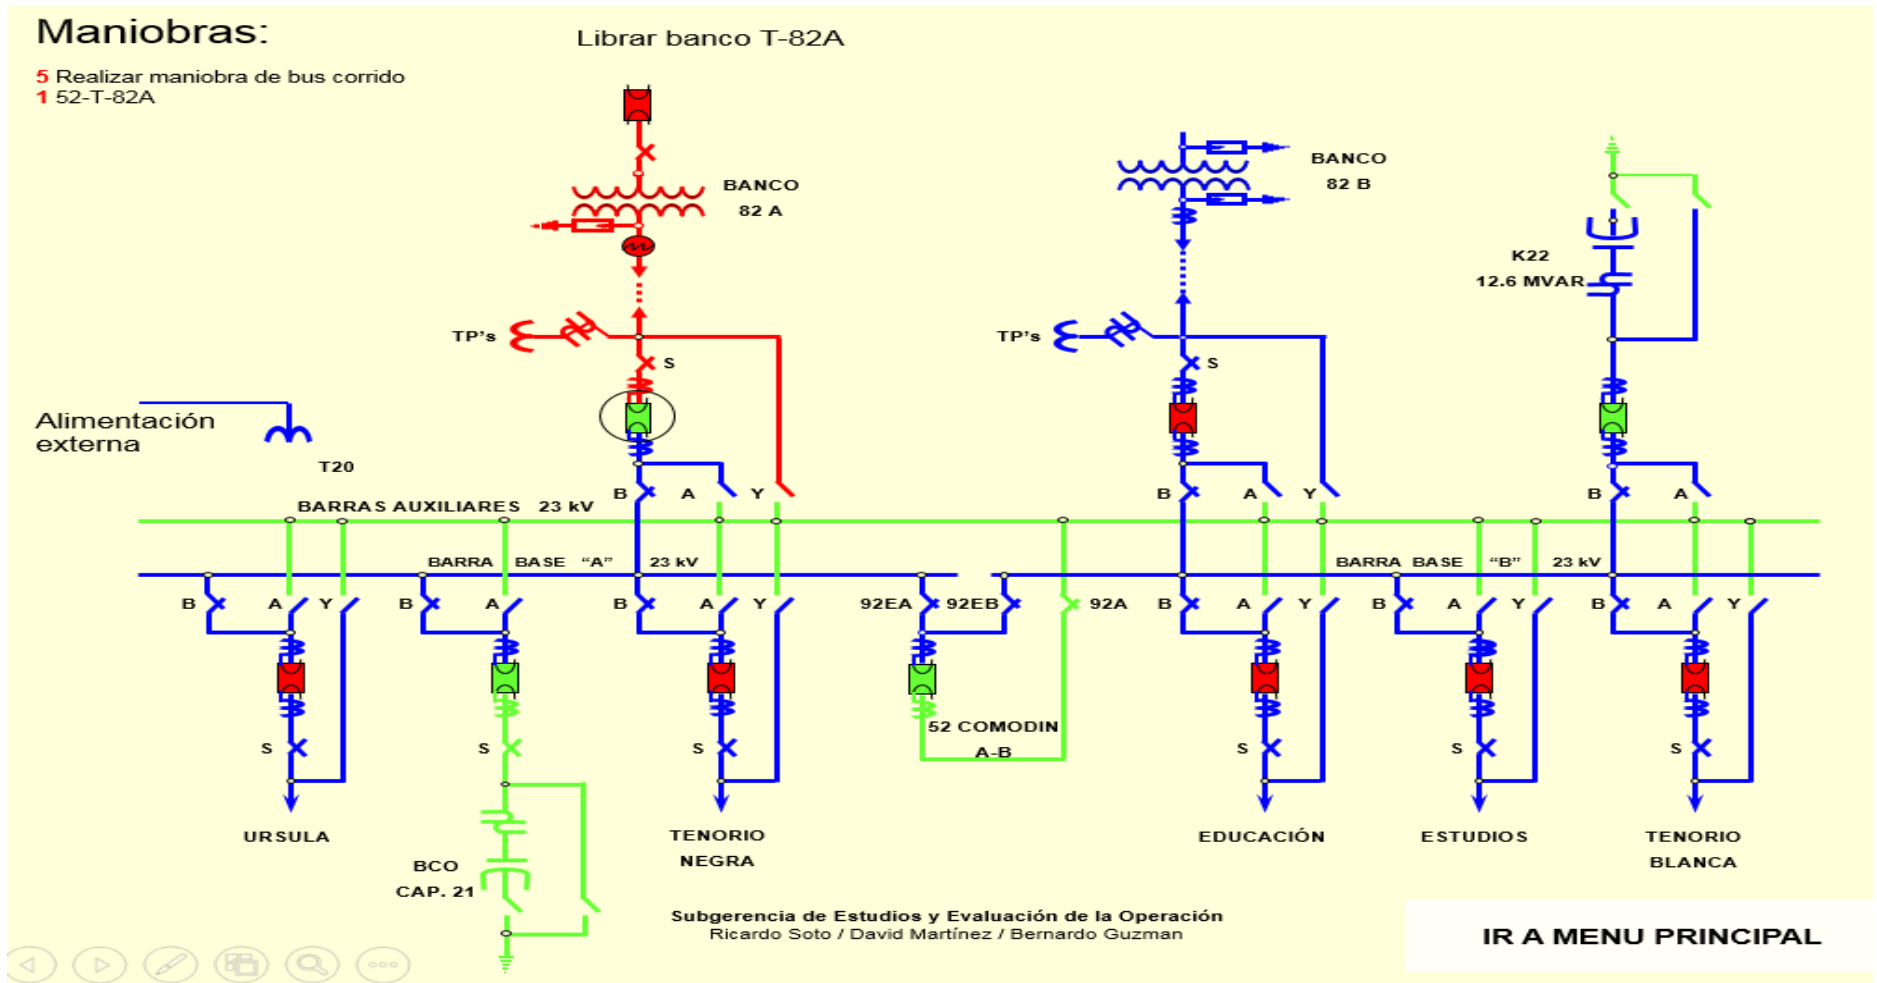 Maniobras:
Librar banco T-82A
5 Realizar maniobra de bus corrido
1 52-T-82A
BANCO
82 A
BANCO
82 B
K22
12.6 MVAR
TP's
TP's
S
S
Alimentación
externa
T20
B A Y
B A Y
B A
BARRAS AUXILIARES 23 kV
BARRA BASE “A” 23 kV
BARRA BASE “B” 23 kV
B A Y
B A
B A Y
92EA 92EB 92A
B A Y
B A Y
B A Y
52 COMODIN
A-B
S
S
S
S
S
S
URSULA
TENORIO
NEGRA
EDUCACIÓN
ESTUDIOS
TENORIO
BLANCA
BCO
CAP. 21
Subgerencia de Estudios y Evaluación de la Operación
Ricardo Soto / David Martínez / Bernardo Guzman
IR A MENU PRINCIPAL